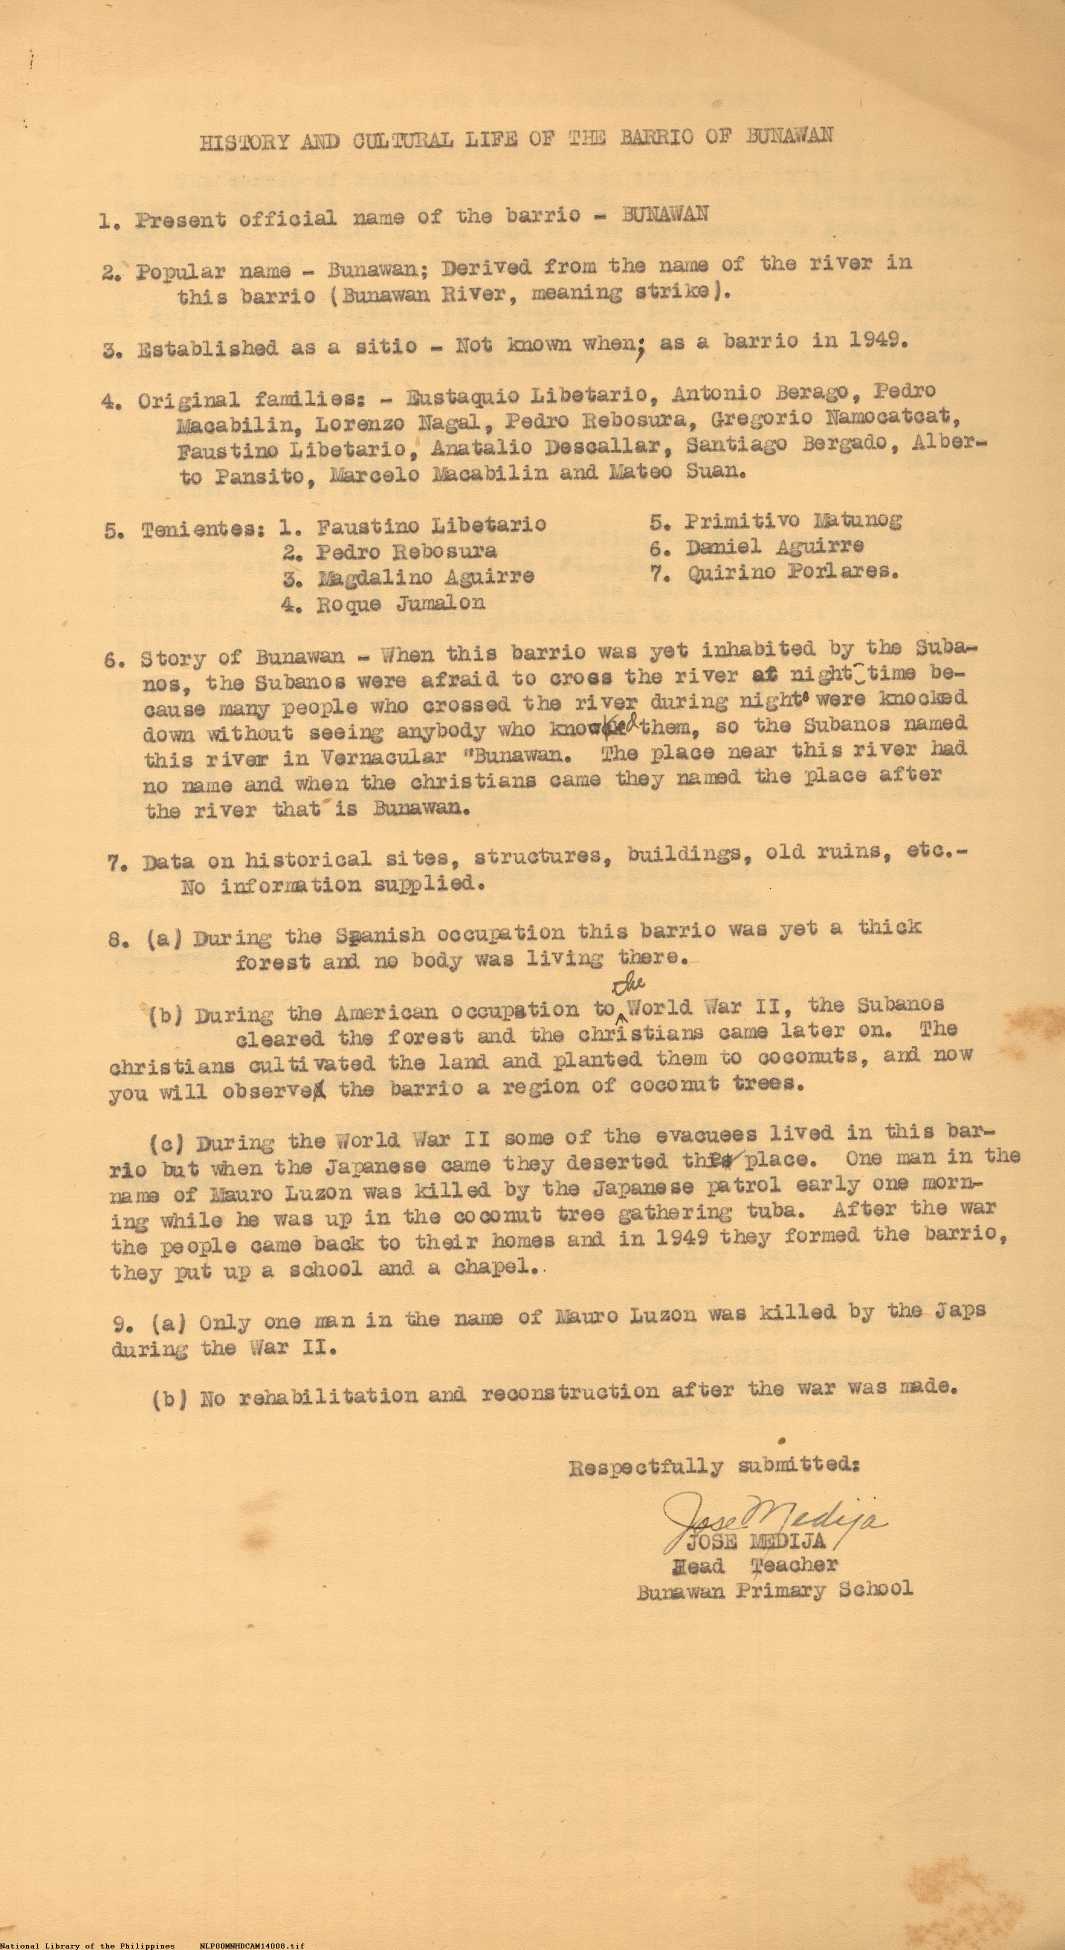 HISTORY AND CULTURAL LIFE OF THE BARRIO OF BUNAWAN
1. Present official name of the barrio - BUNAWAN
2. Popular name - Bunawan; Derived from the name of the river in
this barrio (Bunawan River, meaning strike).
3. Established as a sitio - Not known when; as a barrio in 1949.
4. Original families: - Eustaquio Libetario, Antonio Berago, Pedro
Macabilin, Lorenzo Nagal, Pedro Rebosura, Gregorio Namocatcat,
Faustino Libetario, Anatalio Descallar, Santiago Bergado, Alber-
to Pansito, Marcelo Macabilin and Mateo Suan.
5. Tenientes: 1. Faustino Libetario 5. Primitivo Matunog
2. Pedro Rebosura 6. Daniel Aguirre
3. Magdalino Aguirre 7. Quirino Porlares.
4. Roque Jumalon
6. Story of Bunawan - When this barrio was yet inhabited by the Suba-
nos, the Subanos were afraid to cross the river at night-time be-
cause many people who crossed the river during night were knocked
down without seeing anybody who knocked them, so the Subanos named
this river in Vernacular "Bunawan. The place near this river had
no name and when the christians came they named the place after
the river that is Bunawan.
7. Data on historical sites, structures, buildings, old ruins, etc.-
No information supplied.
8. (a) During the Spanish occupation this barrio was yet a thick
forest and no body was living there.
(b) During the American occupation to the World War II, the Subanos
cleared the forest and the christians came later on. The
christians cultivated the land and planted them to coconuts, and now
you will observe the barrio a region of coconut trees.
(c) During the World War II some of the evacuees lived in this bar-
rio but when the Japanese came they deserted the place. One man in the
name of Mauro Luzon was killed by the Japanese patrol early one morn-
ing while he was up in the coconut tree gathering tuba. After the war
the people came back to their homes and in 1949 they formed the barrio,
they put up a school and a chapel.
9. (a) Only one man in the name of Mauro Luzon was killed by the Japs
during the War II.
(b) No rehabilitation and reconstruction after the war was made.
Respectfully submitted:
Jose Medija
JOSE MEDIJA
Head Teacher
Bunawan Primary School
National Library of the Philippines NLP00MNHDCAM14000.tif